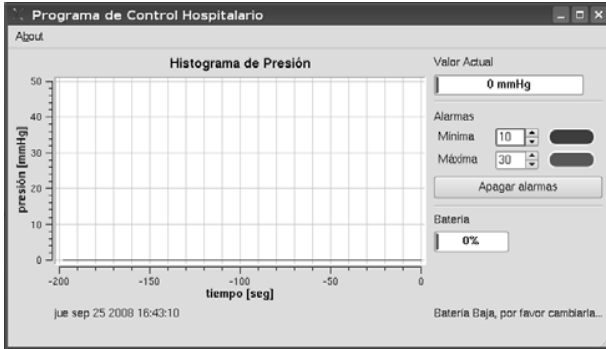 Programa de Control Hospitalario
About
Histograma de Presión
presión [mmHg]
50
40
30
20
10
0
-200
-150
-100
-50
0
tiempo [seg]
jue sep 25 2008 16:43:10
Valor Actual
0 mmHg
Alarmas
Mínima
10
Máxima
30
Apagar alarmas
Batería
0%
Batería Baja, por favor cambiarla...